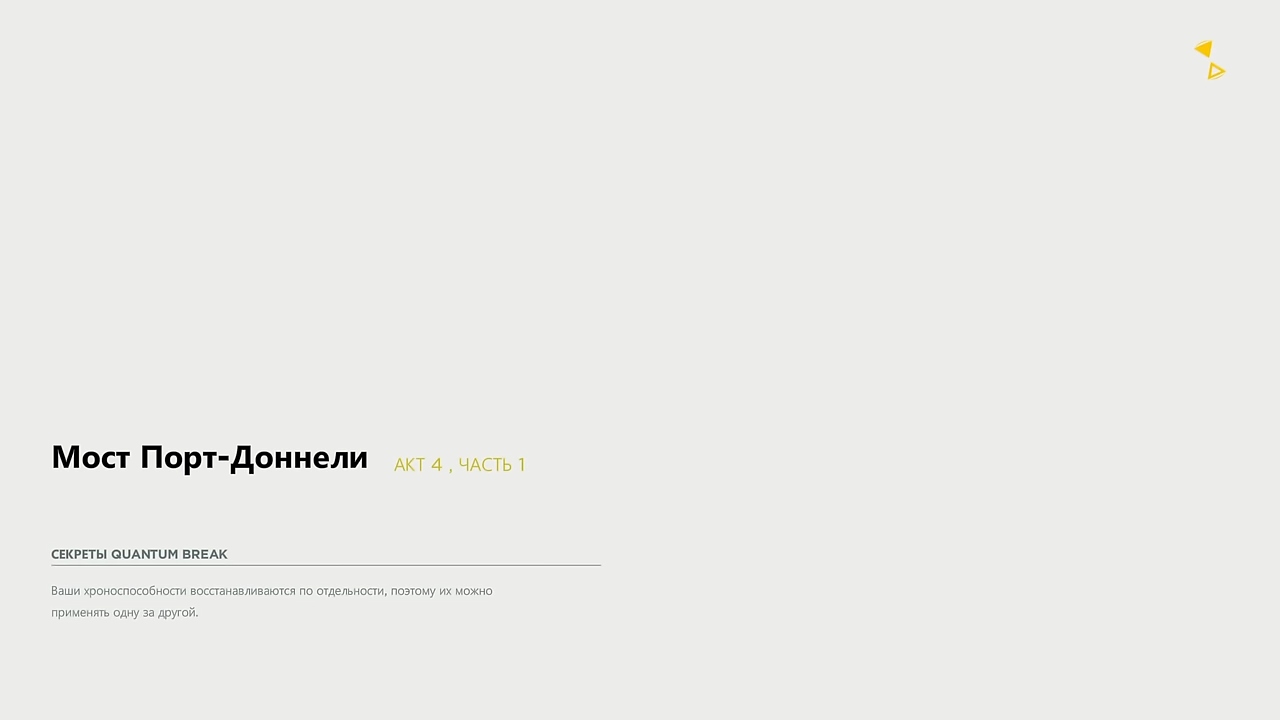 Мост Порт-Доннели АКТ 4 , ЧАСТЬ 1
СЕКРЕТЫ QUANTUM BREAK
Ваши хроноспособности восстанавливаются по отдельности, поэтому их можно
применять одну за другой.